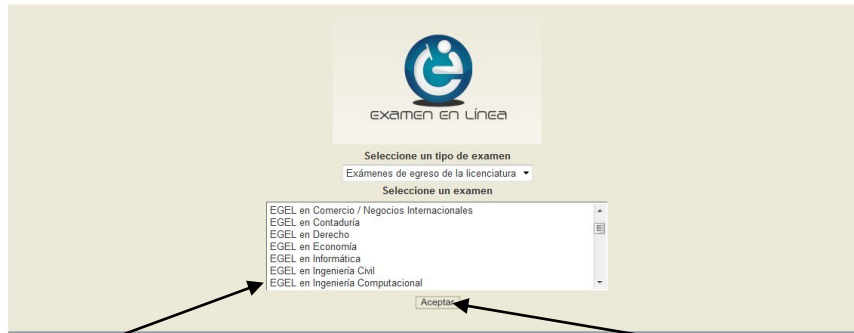 examen en Línea
Seleccione un tipo de examen
Exámenes de egreso de la licenciatura
Seleccione un examen
EGEL en Comercio / Negocios Internacionales
EGEL en Contaduría
EGEL en Derecho
EGEL en Economía
EGEL en Informática
EGEL en Ingeniería Civil
EGEL en Ingeniería Computacional
Aceptar